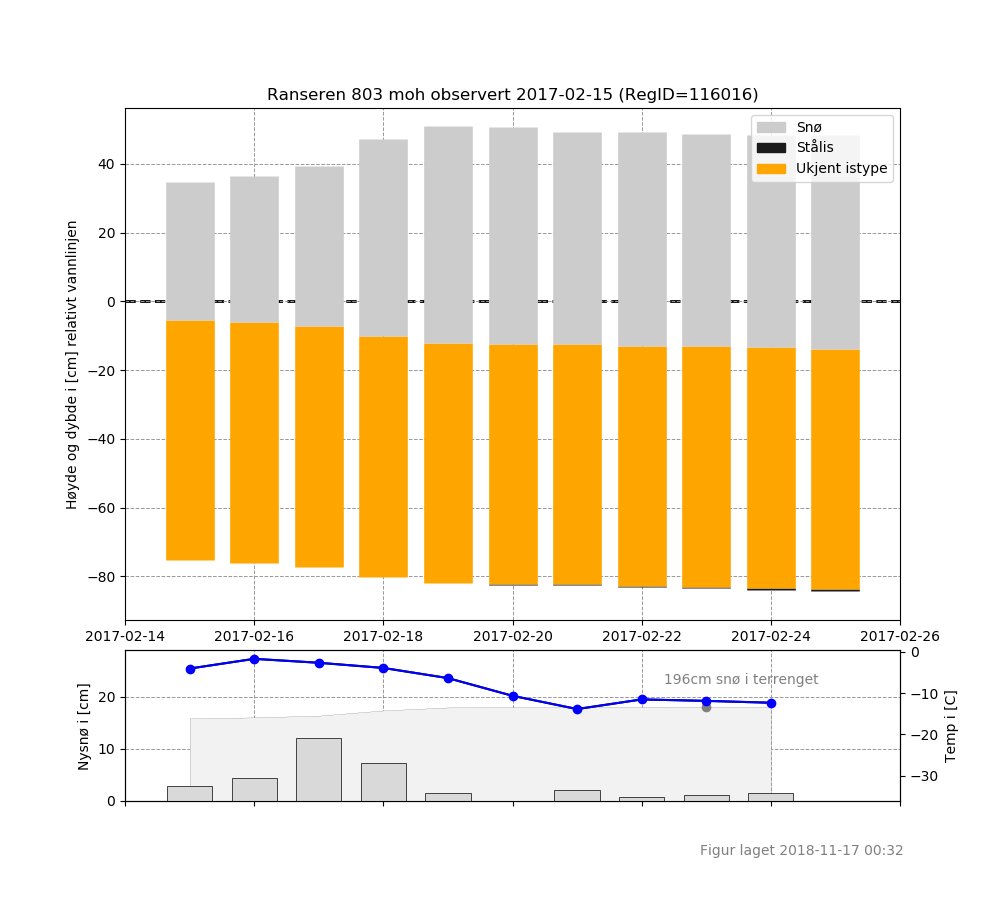 Ranseren 803 moh observert 2017-02-15 (RegID=116016)
Snø
Stålis
Ukjent istype
Høyde og dybde i [cm] relativt vannlinjen
40
20
0
−20
−40
−60
−80
2017-02-14 2017-02-16 2017-02-18 2017-02-20 2017-02-22 2017-02-24 2017-02-26
Nysnø i [cm]
20
10
0
196cm snø i terrenget
0
−10
−20
−30
Temp i [C]
Figur laget 2018-11-17 00:32